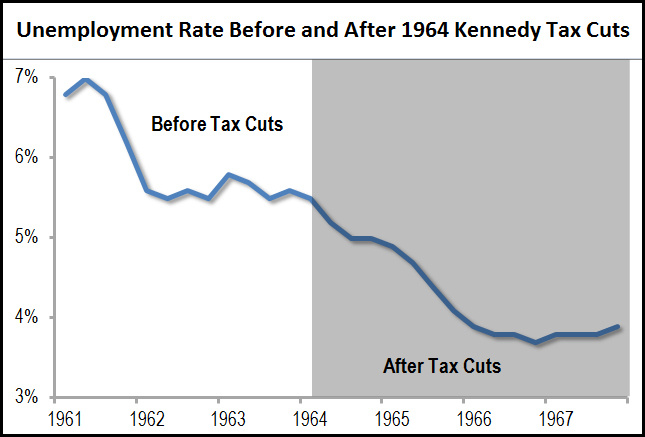 Unemployment Rate Before and After 1964 Kennedy Tax Cuts
7%
Before Tax Cuts
6%
5%
4%
After Tax Cuts
3%
1961 1962 1963 1964 1965 1966 1967